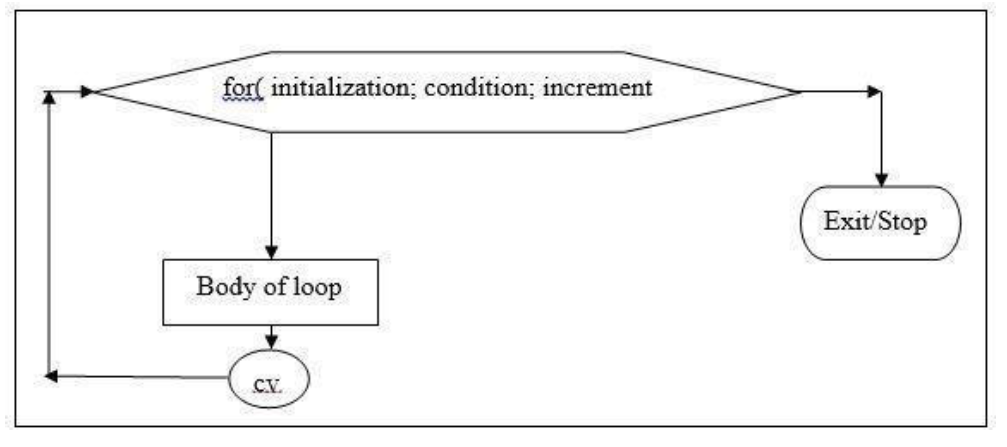 for( initialization; condition; increment
Exit/Stop
Body of loop
c.v.